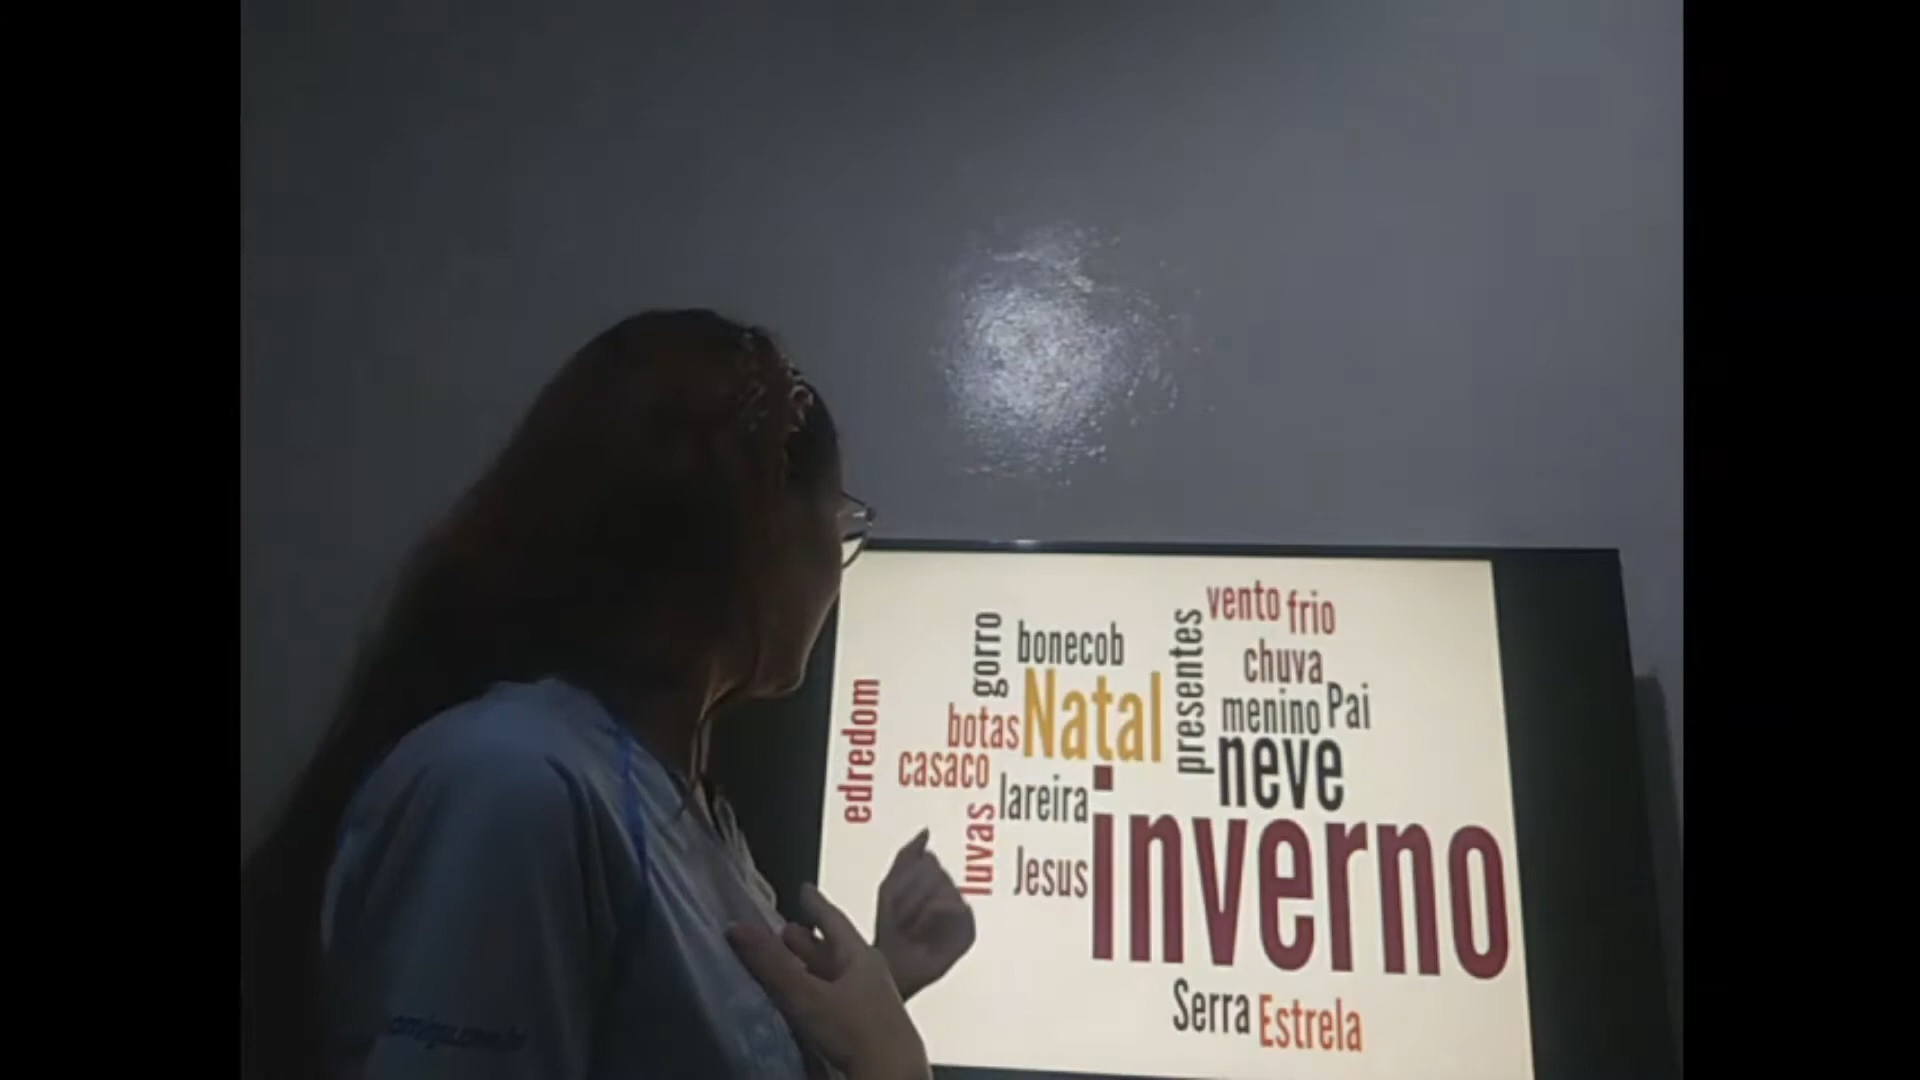 vento frio
gorro
bonecob
presentes
chuva
edredom
Natal
menino Pai
botas
neve
casaco
lareira
luvas
Jesus
inverno
Serra Estrela